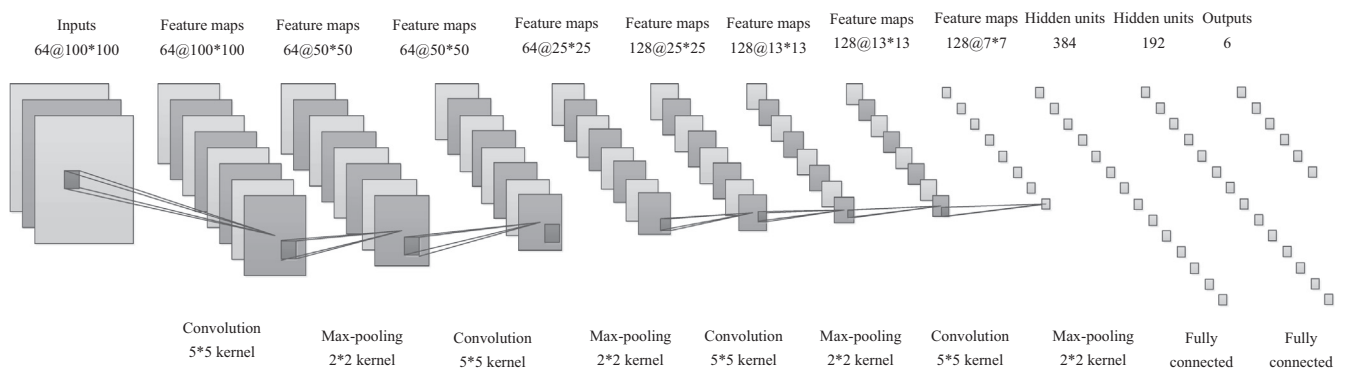 Inputs
64@100*100
Feature maps
64@100*100
Feature maps
64@50*50
Feature maps
64@50*50
Feature maps
64@25*25
Feature maps
128@25*25
Feature maps
128@13*13
Feature maps
128@13*13
Feature maps
128@7*7
Hidden units
384
Hidden units
192
Outputs
6
Convolution
5*5 kernel
Max-pooling
2*2 kernel
Convolution
5*5 kernel
Max-pooling
2*2 kernel
Convolution
5*5 kernel
Max-pooling
2*2 kernel
Convolution
5*5 kernel
Max-pooling
2*2 kernel
Fully
connected
Fully
connected